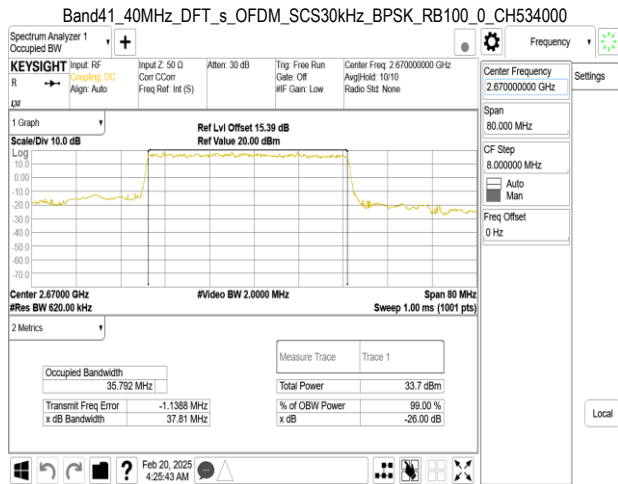 Band41_40MHz_DFT_s_OFDM_SCS30kHz_BPSK_RB100_0_CH534000
Spectrum Analyzer 1
Occupied BW
Frequency
KEYSIGHT
R
Input: RF
Coupling: DC
Align: Auto
Input Z: 50 Ω
Corr CCorr
Freq Ref: Int (S)
Atten: 30 dB
Trig: Free Run
Gate: Off
#IF Gain: Low
Center Freq: 2.670000000 GHz
Avg|Hold: 10/10
Radio Std: None
LXI
Center Frequency
2.670000000 GHz
Settings
Span
80.000 MHz
CF Step
8.000000 MHz
Auto
Man
Freq Offset
0 Hz
Local
1 Graph
Scale/Div 10.0 dB
Ref Lvl Offset 15.39 dB
Ref Value 20.00 dBm
Log
10.0
0.00
-10.0
-20.0
-30.0
-40.0
-50.0
-60.0
-70.0
Center 2.67000 GHz
#Video BW 2.0000 MHz
Span 80 MHz
#Res BW 620.00 kHz
Sweep 1.00 ms (1001 pts)
2 Metrics
Measure Trace
Trace 1
Occupied Bandwidth
35.792 MHz
Total Power
33.7 dBm
Transmit Freq Error
-1.1388 MHz
% of OBW Power
99.00 %
x dB Bandwidth
37.81 MHz
x dB
-26.00 dB
?
Feb 20, 2025
4:25:43 AM